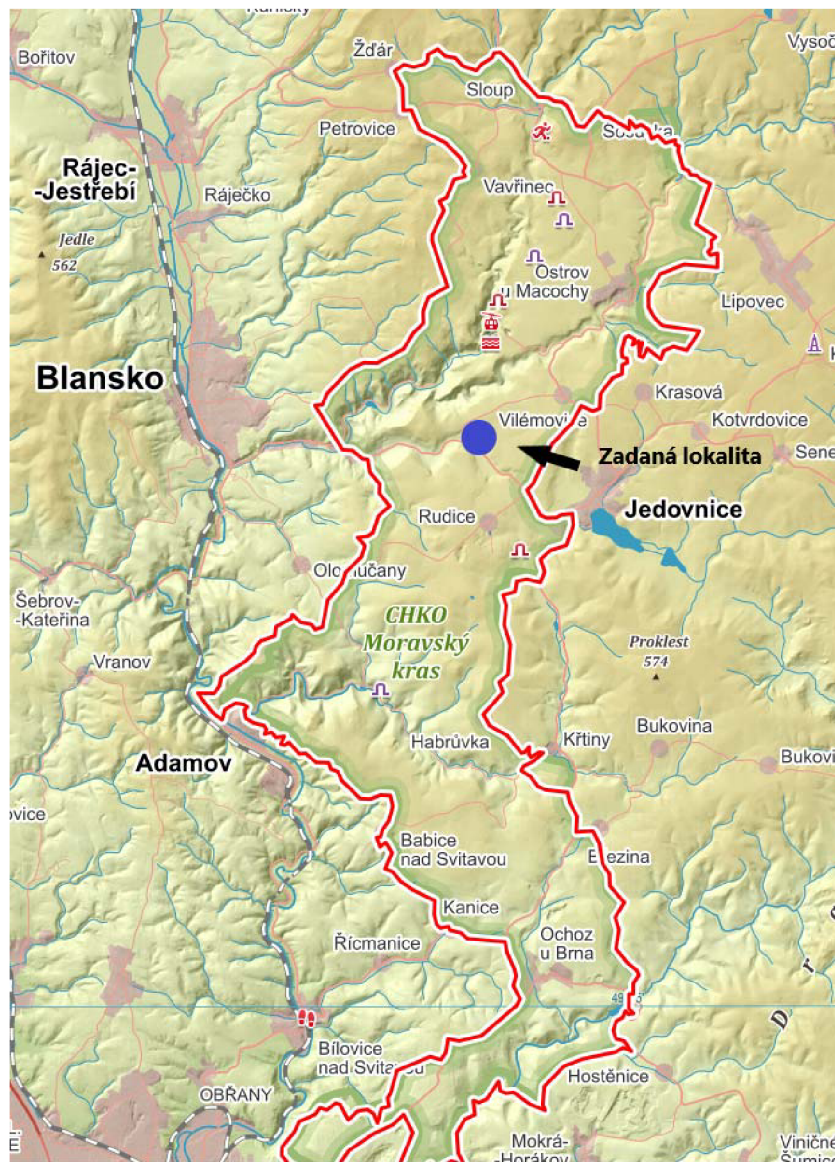 Žďár
Bořitov
Vysoč
Sloup
Petrovice
Rájec-
-Jestřebí
Vavřinec
Ráječko
Jedle
562
Ostrov
u Macochy
Lipovec
Blansko
Krasová
Vilémovice
Kotvrdovice
Zadaná lokalita
Sene
Jedovnice
Rudice
Olomučany
Šebrov-
-Kateřina
CHKO
Moravský
kras
Proklest
574
Vranov
Bukovina
Habrůvka
Křtiny
Adamov
Bukovi
ovice
Babice
nad Svitavou
Březina
Kanice
Ochoz
u Brna
Řícmanice
D
r
Bílovice
nad Svitavou
Hostěnice
OBŘANY
Mokrá-
-Horákov
Viničné
Šumice